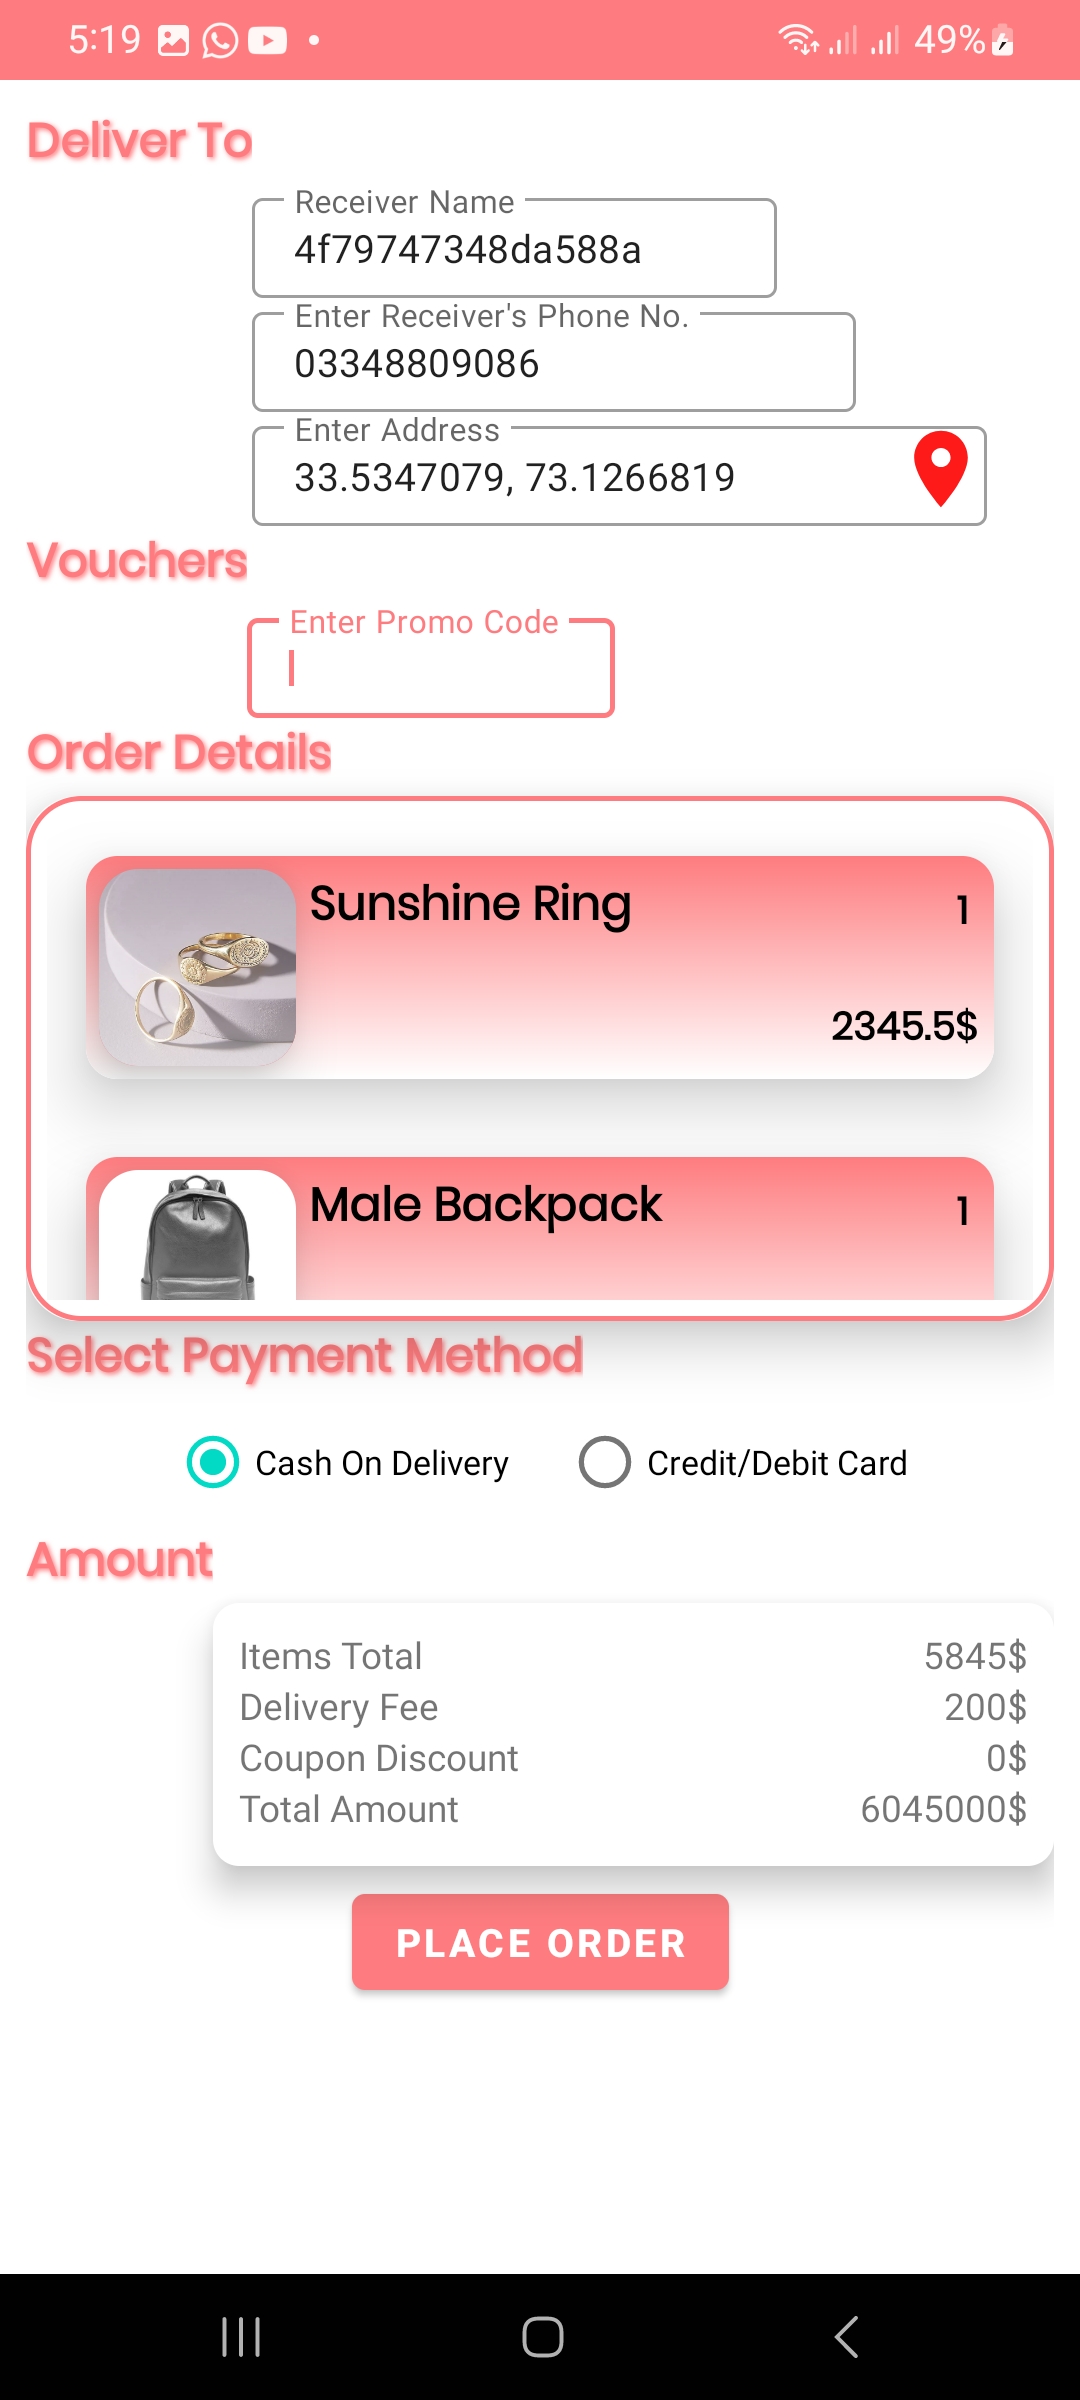 5:19 49%
Deliver To
Receiver Name
4f79747348da588a
Enter Receiver's Phone No.
03348809086
Enter Address
33.5347079, 73.1266819
Vouchers
Enter Promo Code
Order Details
Sunshine Ring 1
2345.5$
Male Backpack 1
Select Payment Method
Cash On Delivery Credit/Debit Card
Amount
Items Total 5845$
Delivery Fee 200$
Coupon Discount 0$
Total Amount 6045000$
PLACE ORDER